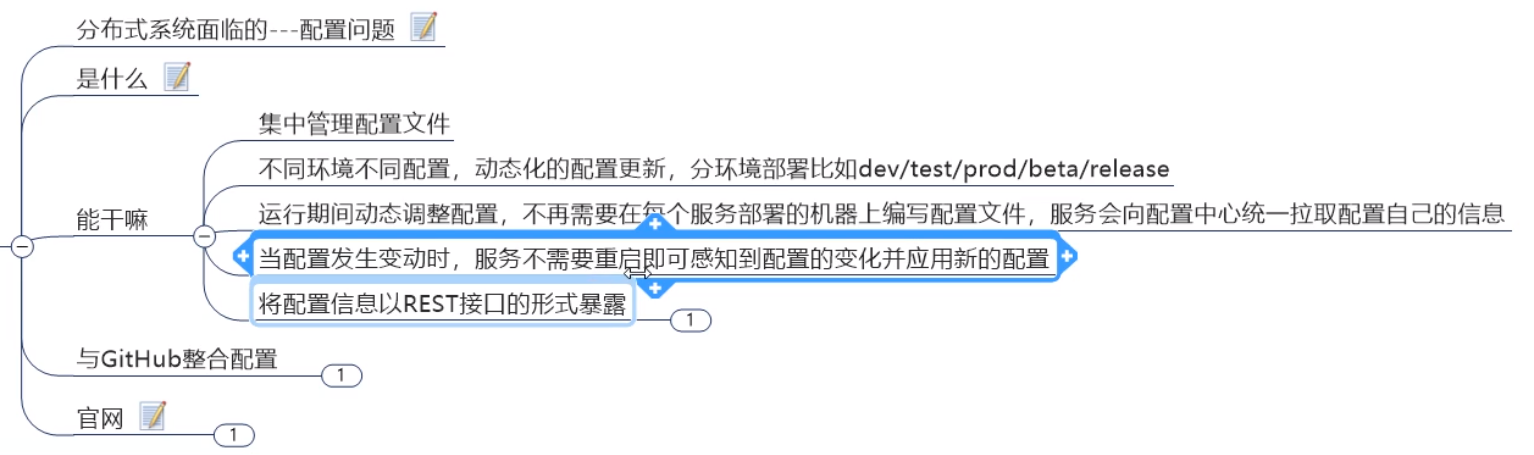 分布式系统面临的---配置问题
是什么
集中管理配置文件
不同环境不同配置，动态化的配置更新，分环境部署比如dev/test/prod/beta/release
能干嘛
运行期间动态调整配置，不再需要在每个服务部署的机器上编写配置文件，服务会向配置中心统一拉取配置自己的信息
当配置发生变动时，服务不需要重启即可感知到配置的变化并应用新的配置
将配置信息以REST接口的形式暴露
1
与GitHub整合配置
1
官网
1